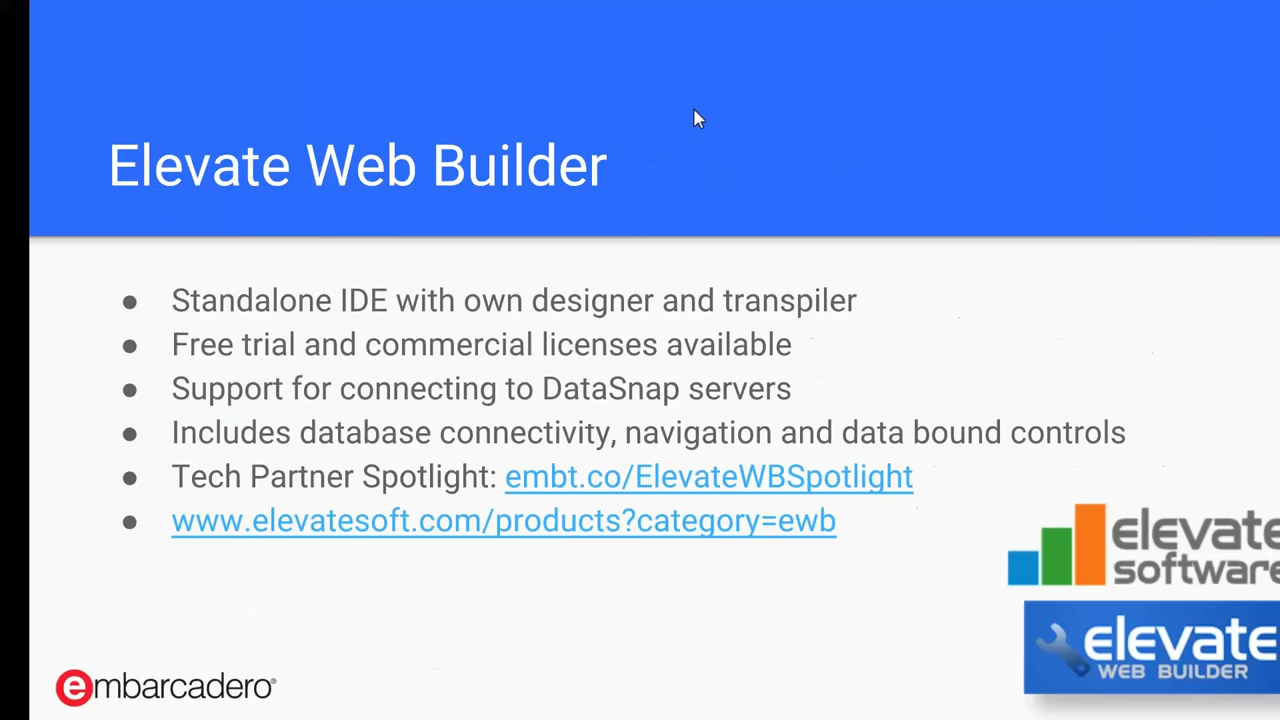 Elevate Web Builder
● Standalone IDE with own designer and transpiler
● Free trial and commercial licenses available
● Support for connecting to DataSnap servers
● Includes database connectivity, navigation and data bound controls
● Tech Partner Spotlight: embt.co/ElevateWBSpotlight
● www.elevatesoft.com/products?category=ewb
elevate
software
elevate
WEB BUILDER
embarcadero®